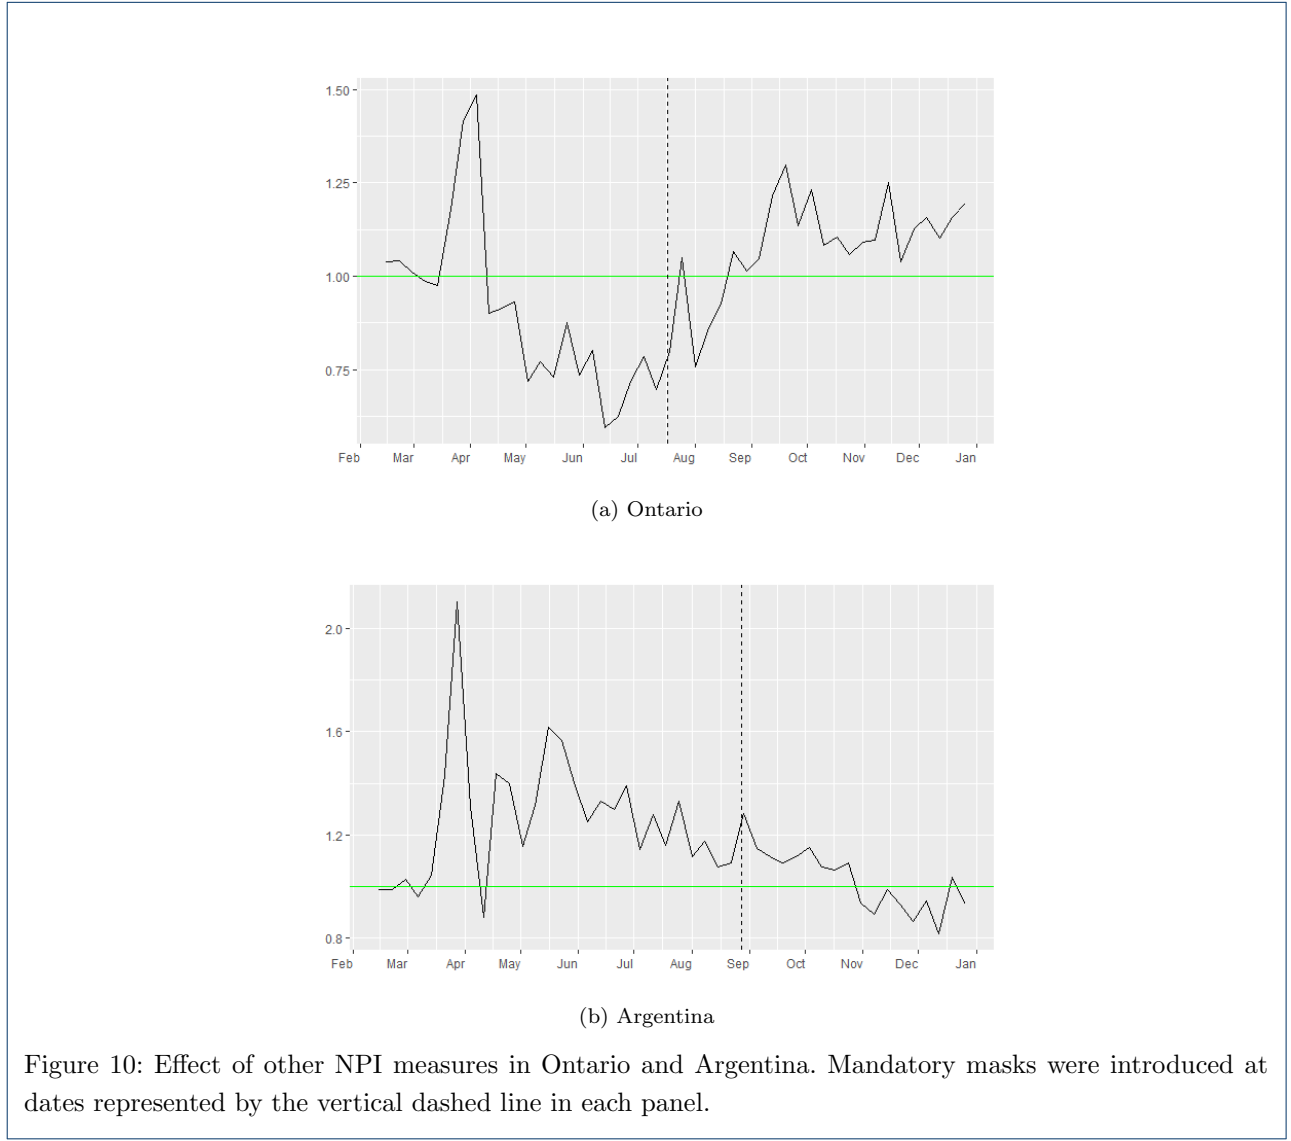 1.50
1.25
1.00
0.75
Feb Mar Apr May Jun Jul Aug Sep Oct Nov Dec Jan
(a) Ontario
2.0
1.6
1.2
0.8
Feb Mar Apr May Jun Jul Aug Sep Oct Nov Dec Jan
(b) Argentina
Figure 10: Effect of other NPI measures in Ontario and Argentina. Mandatory masks were introduced at
dates represented by the vertical dashed line in each panel.